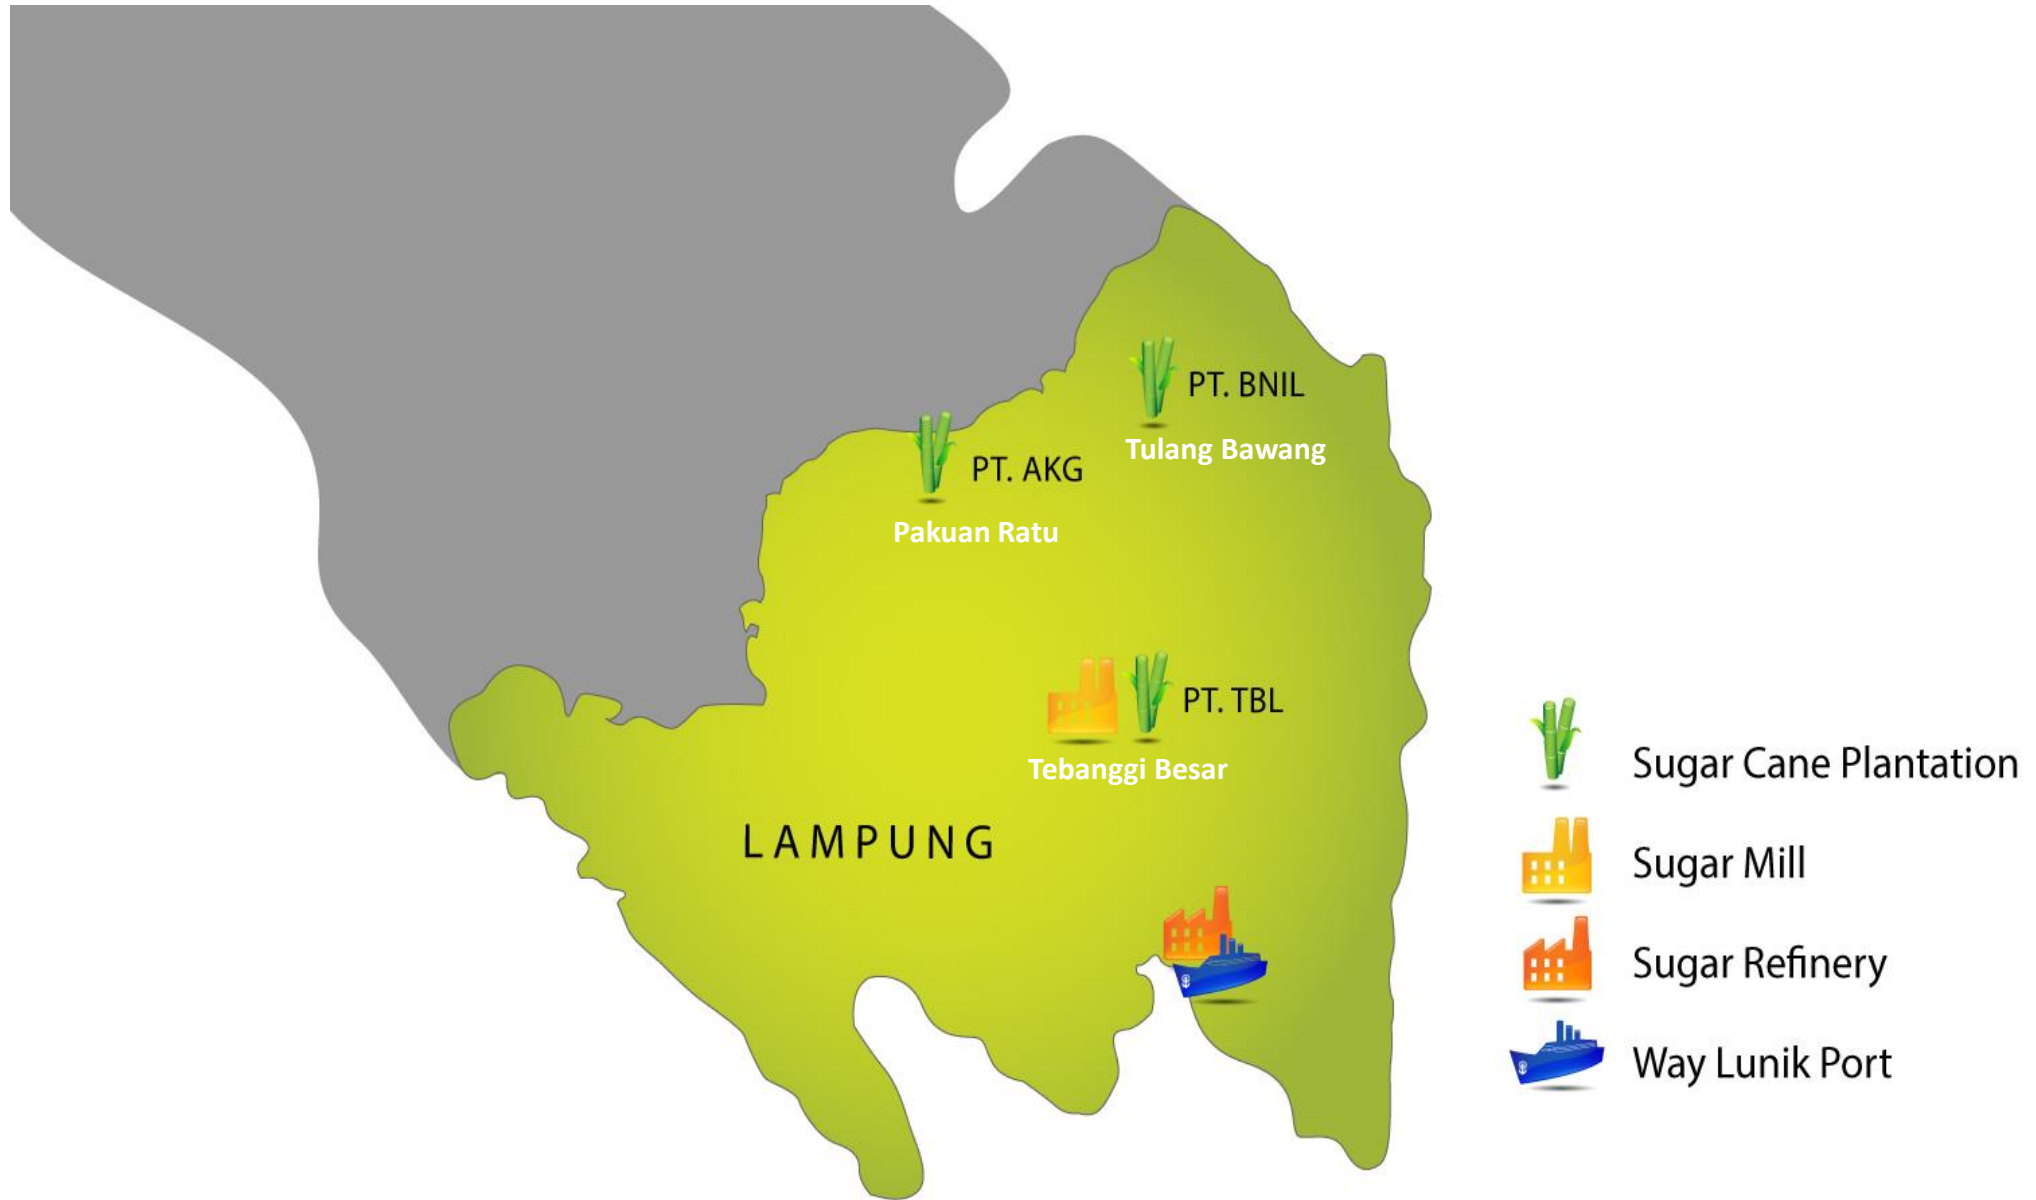 PT. BNIL
Tulang Bawang
PT. AKG
Pakuan Ratu
PT. TBL
Tebanggi Besar
LAMPUNG
Sugar Cane Plantation
Sugar Mill
Sugar Refinery
Way Lunik Port